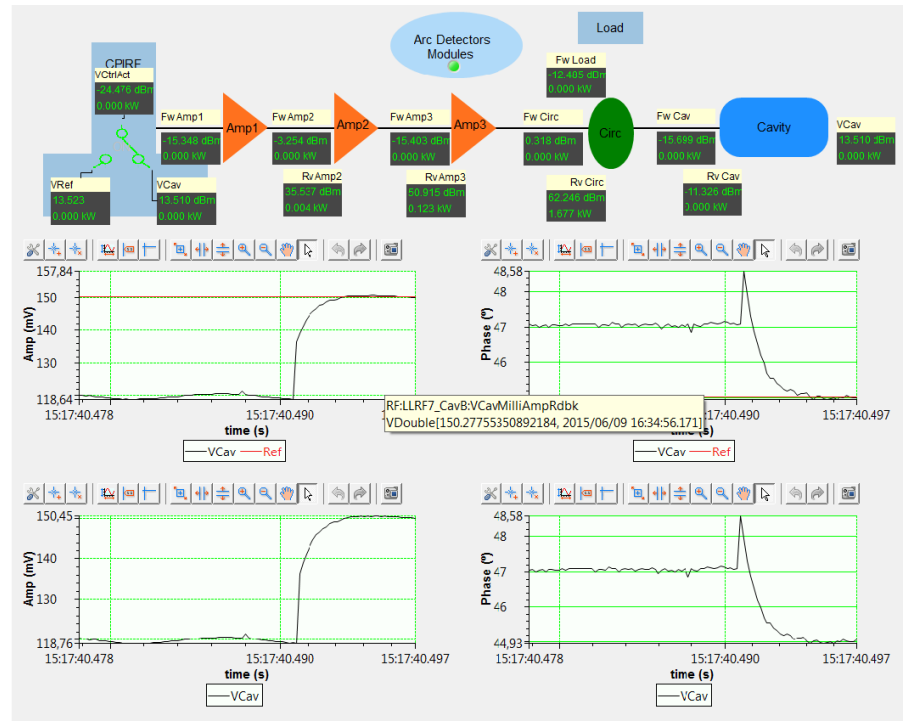 Arc Detectors
Modules
Load
CPIRF
VCtrlAct
-24.476 dBm
0.000 kW
Fw Load
-12.405 dBm
0.000 kW
Fw Amp1
-15.348 dBm
0.000 kW
Amp1
Fw Amp2
-3.254 dBm
0.000 kW
Amp2
Fw Amp3
-15.403 dBm
0.000 kW
Amp3
Fw Circ
0.318 dBm
0.000 kW
Circ
Fw Cav
-15.699 dBm
0.000 kW
Cavity
VCav
13.510 dBm
0.000 kW
VRef
13.523
0.000 kW
VCav
13.510 dBm
0.000 kW
Rv Amp2
35.537 dBm
0.004 kW
Rv Amp3
50.915 dBm
0.123 kW
Rv Circ
62.246 dBm
1.677 kW
Rv Cav
-11.326 dBm
0.000 kW
157,84
150
140
130
118,64
Amp (mV)
15:17:40.478
15:17:40.490
15:17:40.497
time (s)
VCav
Ref
48,58
48
47
46
Phase (º)
15:17:40.490
15:17:40.497
time (s)
VCav
Ref
RF:LLRF7_CavB:VCavMilliAmpRdbk
VDouble[150.27755350892184, 2015/06/09 16:34:56.171]
150,45
140
130
118,76
Amp (mV)
15:17:40.478
15:17:40.490
15:17:40.497
time (s)
VCav
48,58
48
47
46
44,93
Phase (º)
15:17:40.478
15:17:40.490
15:17:40.497
time (s)
VCav